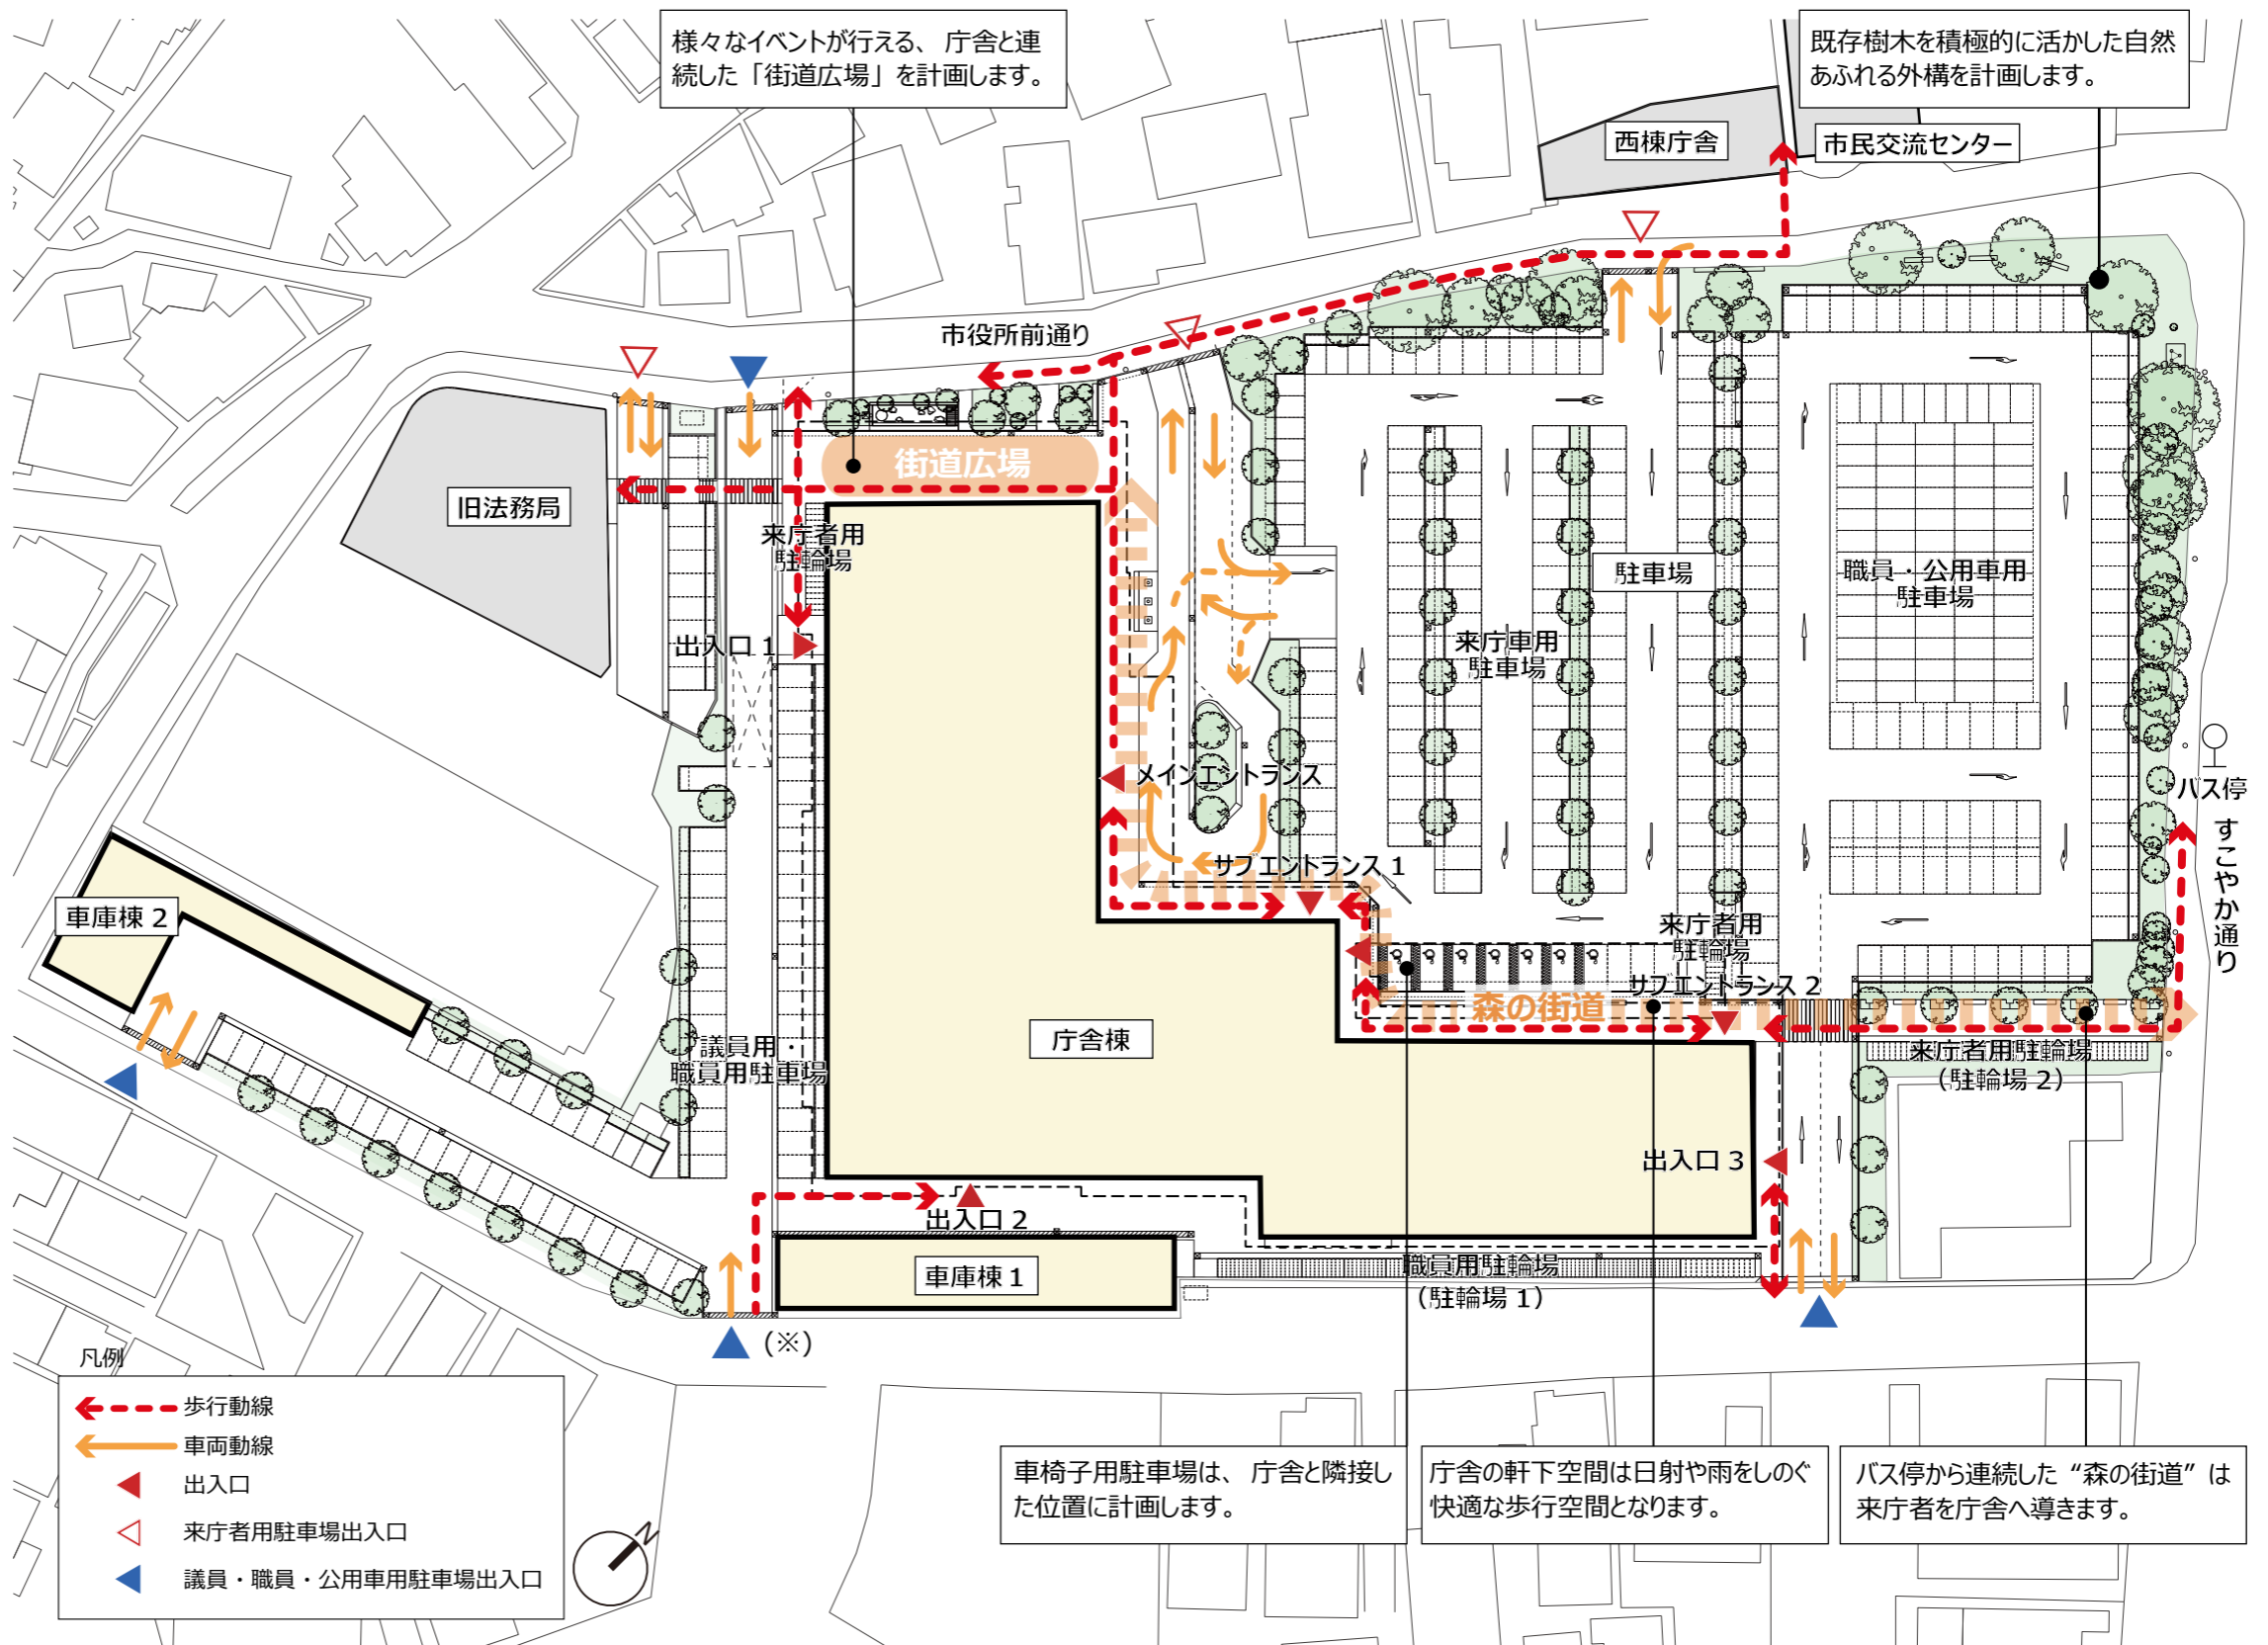 様々なイベントが行える、庁舎と連
続した「街道広場」を計画します。
既存樹木を積極的に活かした自然
あふれる外構を計画します。
西棟庁舎
市民交流センター
市役所前通り
街道広場
旧法務局
来庁者用
駐輪場
出入口 1
駐車場
職員・公用車用
駐車場
来庁車用
駐車場
メインエントランス
バス停
すこやか通り
サブエントランス 1
車庫棟 2
来庁者用
駐輪場
サブエントランス 2
森の街道
庁舎棟
議員用・
職員用駐車場
来庁者用駐輪場
（駐輪場 2）
出入口 3
出入口 2
車庫棟 1
職員用駐輪場
（駐輪場 1）
（※）
凡例
歩行動線
車両動線
出入口
来庁者用駐車場出入口
議員・職員・公用車用駐車場出入口
N
車椅子用駐車場は、庁舎と隣接し
た位置に計画します。
庁舎の軒下空間は日射や雨をしのぐ
快適な歩行空間となります。
バス停から連続した“森の街道”は
来庁者を庁舎へ導きます。